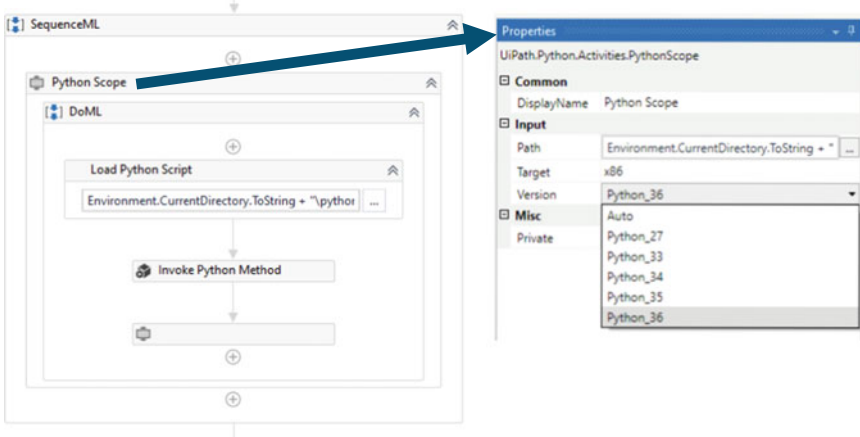 SequenceML
Python Scope
DoML
Load Python Script
Environment.CurrentDirectory.ToString + "\pythor
...
Invoke Python Method
Properties
UiPath.Python.Activities.PythonScope
Common
DisplayName Python Scope
Input
Path Environment.CurrentDirectory.ToString + " ...
Target x86
Version Python_36
Misc
Private
Auto
Python_27
Python_33
Python_34
Python_35
Python_36